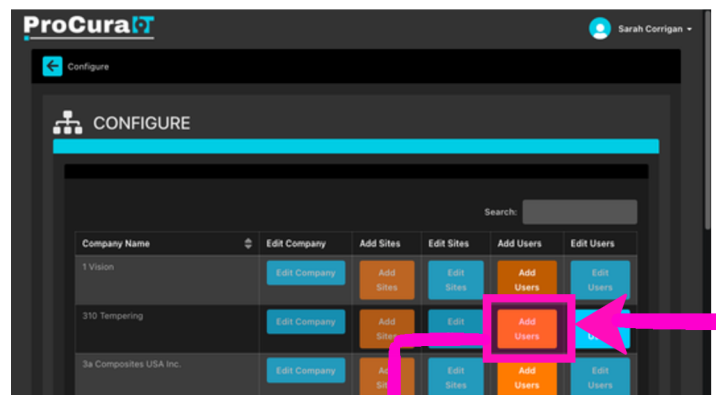 ProCuraIT
Sarah Corrigan
Configure
CONFIGURE
Search:
Company Name Edit Company Add Sites Edit Sites Add Users Edit Users
1 Vision Edit Company Add Sites Edit Sites Add Users Edit Users
310 Tempering Edit Company Add Edit Add Users
3a Composites USA Inc. Edit Company Edit Sites Add Users Edit Users